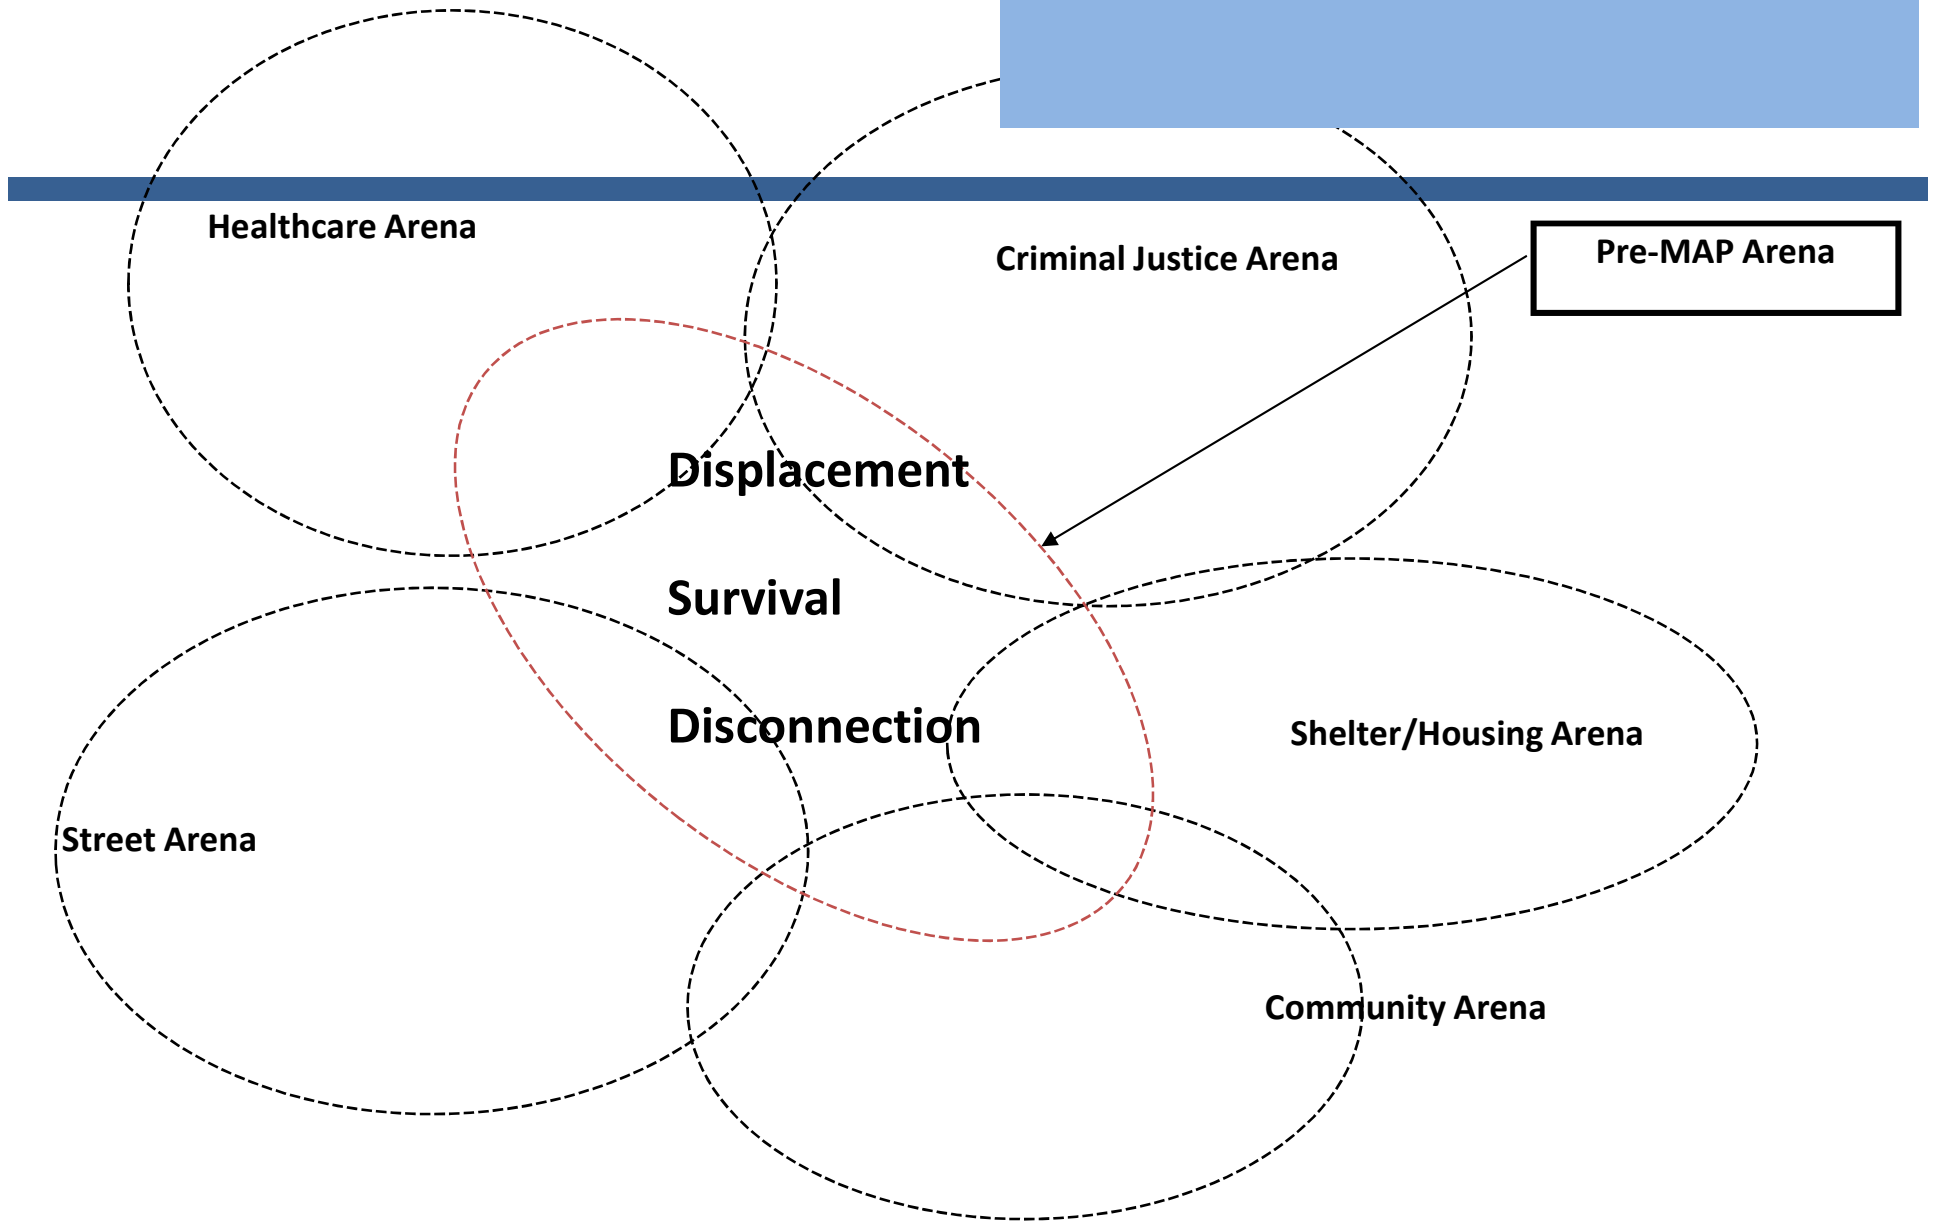 Healthcare Arena
Criminal Justice Arena
Pre-MAP Arena
Displacement
Survival
Disconnection
Shelter/Housing Arena
Street Arena
Community Arena